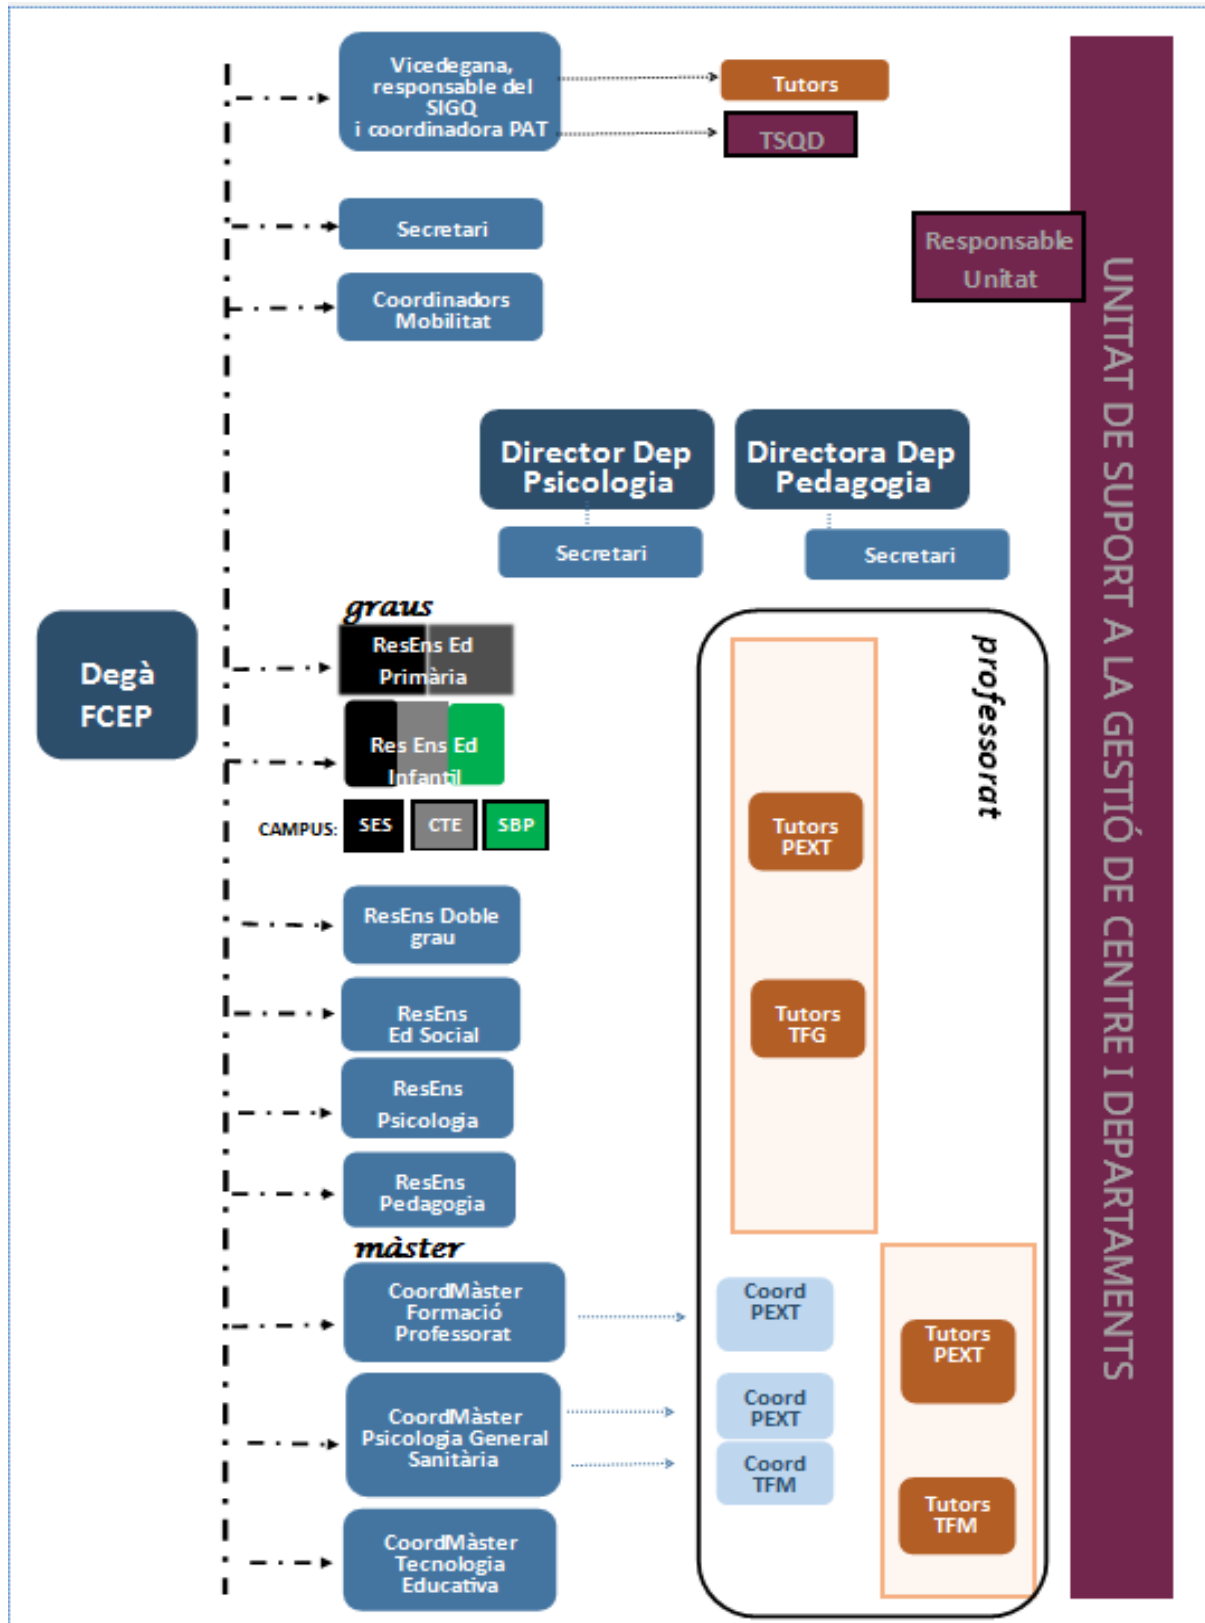 Vicedegana,
responsable del
SIGQ
i coordinadora PAT
Tutors
TSQD
Secretari
Responsable
Unitat
Coordinadors
Mobilitat
UNITAT DE SUPORT A LA GESTIÓ DE CENTRE I DEPARTAMENTS
Director Dep
Psicologia
Directora Dep
Pedagogia
Secretari
Secretari
Degà
FCEP
graus
ResEns Ed
Primària
Res Ens Ed
Infantil
CAMPUS: SES CTE SBP
professorat
Tutors
PEXT
ResEns Doble
grau
ResEns
Ed Social
Tutors
TFG
ResEns
Psicologia
ResEns
Pedagogia
màster
CoordMàster
Formació
Professorat
Coord
PEXT
Tutors
PEXT
CoordMàster
Psicologia General
Sanitària
Coord
PEXT
Coord
TFM
Tutors
TFM
CoordMàster
Tecnologia
Educativa